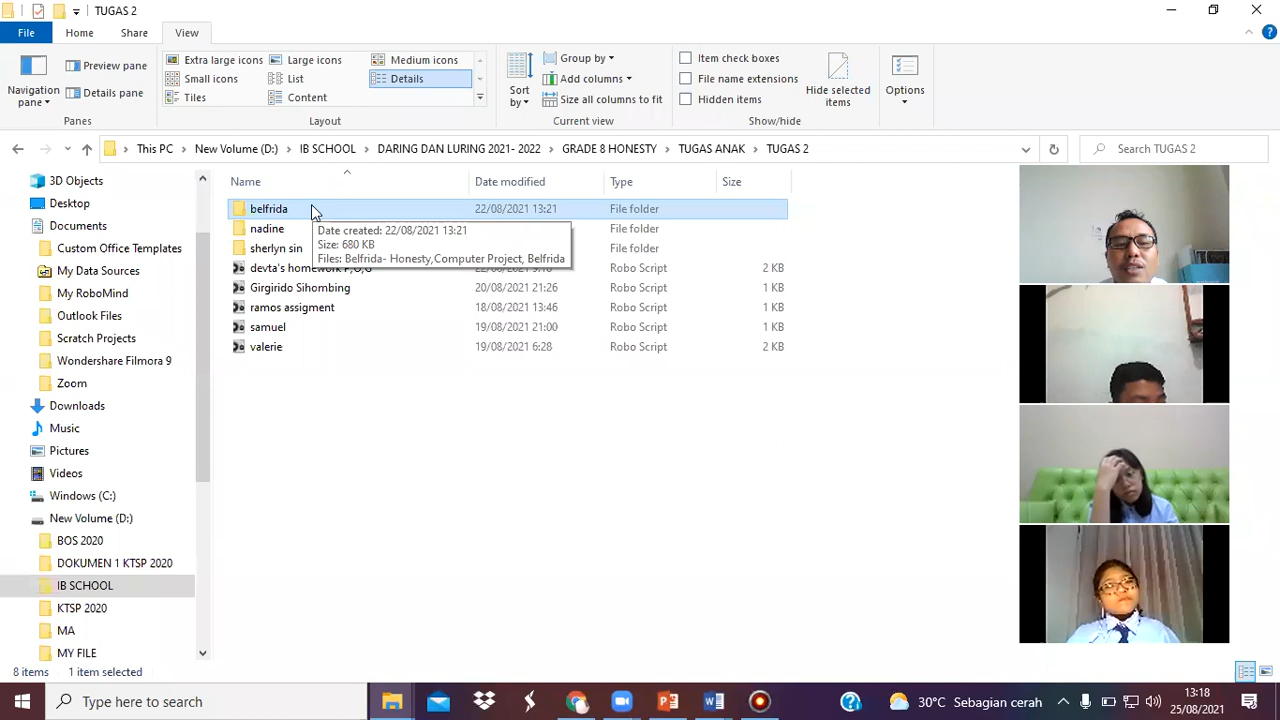 TUGAS 2
File Home Share View
Navigation pane
Preview pane
Details pane
Panes
Extra large icons Large icons Medium icons
Small icons List Details
Tiles Content
Layout
Sort by
Group by
Add columns
Size all columns to fit
Current view
Item check boxes
File name extensions
Hidden items
Hide selected items
Show/hide
Options
This PC New Volume (D:) IB SCHOOL DARING DAN LURING 2021- 2022 GRADE 8 HONESTY TUGAS ANAK TUGAS 2
Search TUGAS 2
3D Objects
Desktop
Documents
Custom Office Templates
My Data Sources
My RoboMind
Outlook Files
Scratch Projects
Wondershare Filmora 9
Zoom
Downloads
Music
Pictures
Videos
Windows (C:)
New Volume (D:)
BOS 2020
DOKUMEN 1 KTSP 2020
IB SCHOOL
KTSP 2020
MA
MY FILE
Name Date modified Type Size
belfrida 22/08/2021 13:21 File folder
nadine File folder
sherlyn sin File folder
Date created: 22/08/2021 13:21
Size: 680 KB
Files: Belfrida- Honesty,Computer Project, Belfrida
devta's homework Robo Script 2 KB
Girgirido Sihombing 20/08/2021 21:26 Robo Script 1 KB
ramos assigment 18/08/2021 13:46 Robo Script 1 KB
samuel 19/08/2021 21:00 Robo Script 1 KB
valerie 19/08/2021 6:28 Robo Script 2 KB
8 items 1 item selected
Type here to search
30°C Sebagian cerah
13:18
25/08/2021